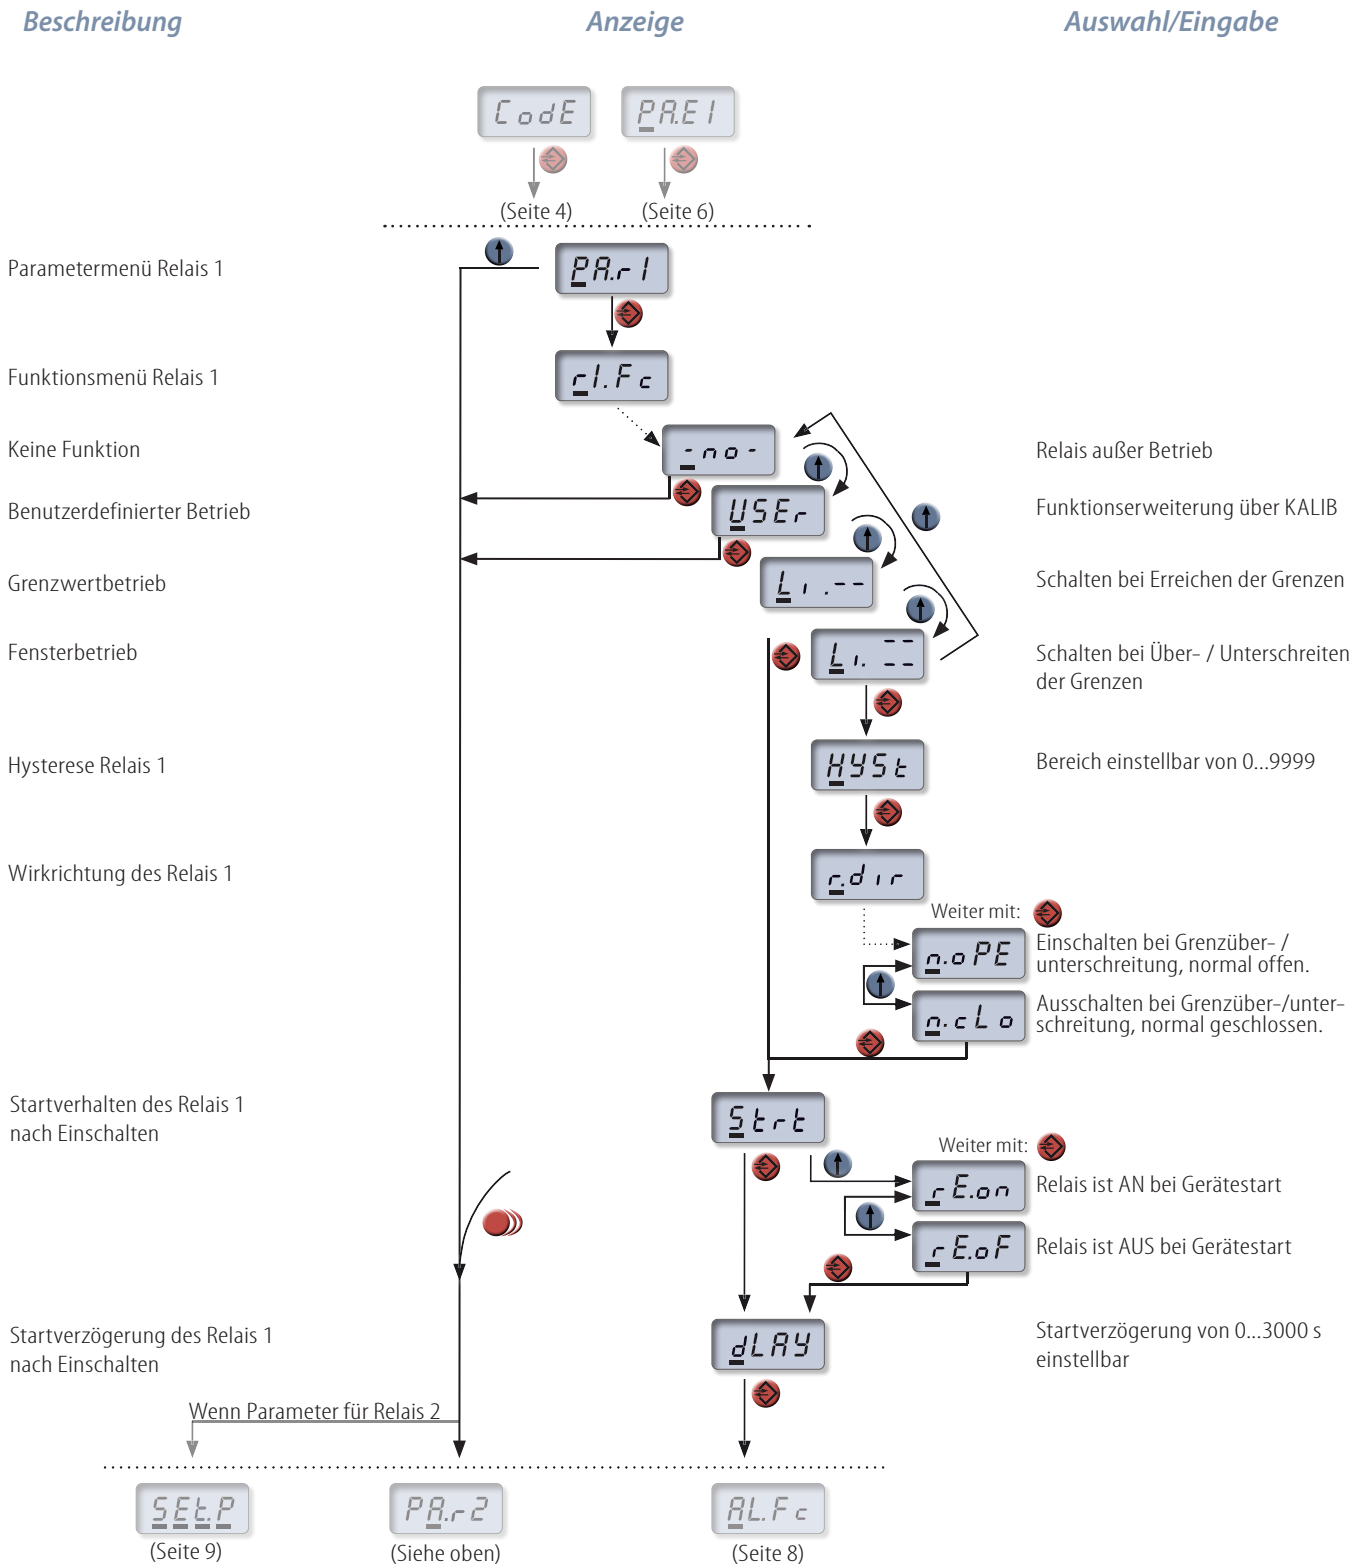 Beschreibung Anzeige Auswahl/Eingabe
CodE PA.E1
(Seite 4) (Seite 6)
Parametermenü Relais 1 PA.r1
Funktionsmenü Relais 1 r1.Fc
Keine Funktion -no- Relais außer Betrieb
Benutzerdefinierter Betrieb USEr Funktionserweiterung über KALIB
Grenzwertbetrieb Li.-- Schalten bei Erreichen der Grenzen
Fensterbetrieb Li. == Schalten bei Über- / Unterschreiten
der Grenzen
Hysterese Relais 1 HYSt Bereich einstellbar von 0...9999
Wirkrichtung des Relais 1 r.dir
Weiter mit:
n.oPE Einschalten bei Grenzüber- /
unterschreitung, normal offen.
n.cLo Ausschalten bei Grenzüber-/unter-
schreitung, normal geschlossen.
Startverhalten des Relais 1 Strt
nach Einschalten
Weiter mit:
rE.on Relais ist AN bei Gerätestart
rE.oF Relais ist AUS bei Gerätestart
Startverzögerung des Relais 1 dLAY Startverzögerung von 0...3000 s
nach Einschalten einstellbar
Wenn Parameter für Relais 2
SEt.P PA.r2 AL.Fc
(Seite 9) (Siehe oben) (Seite 8)